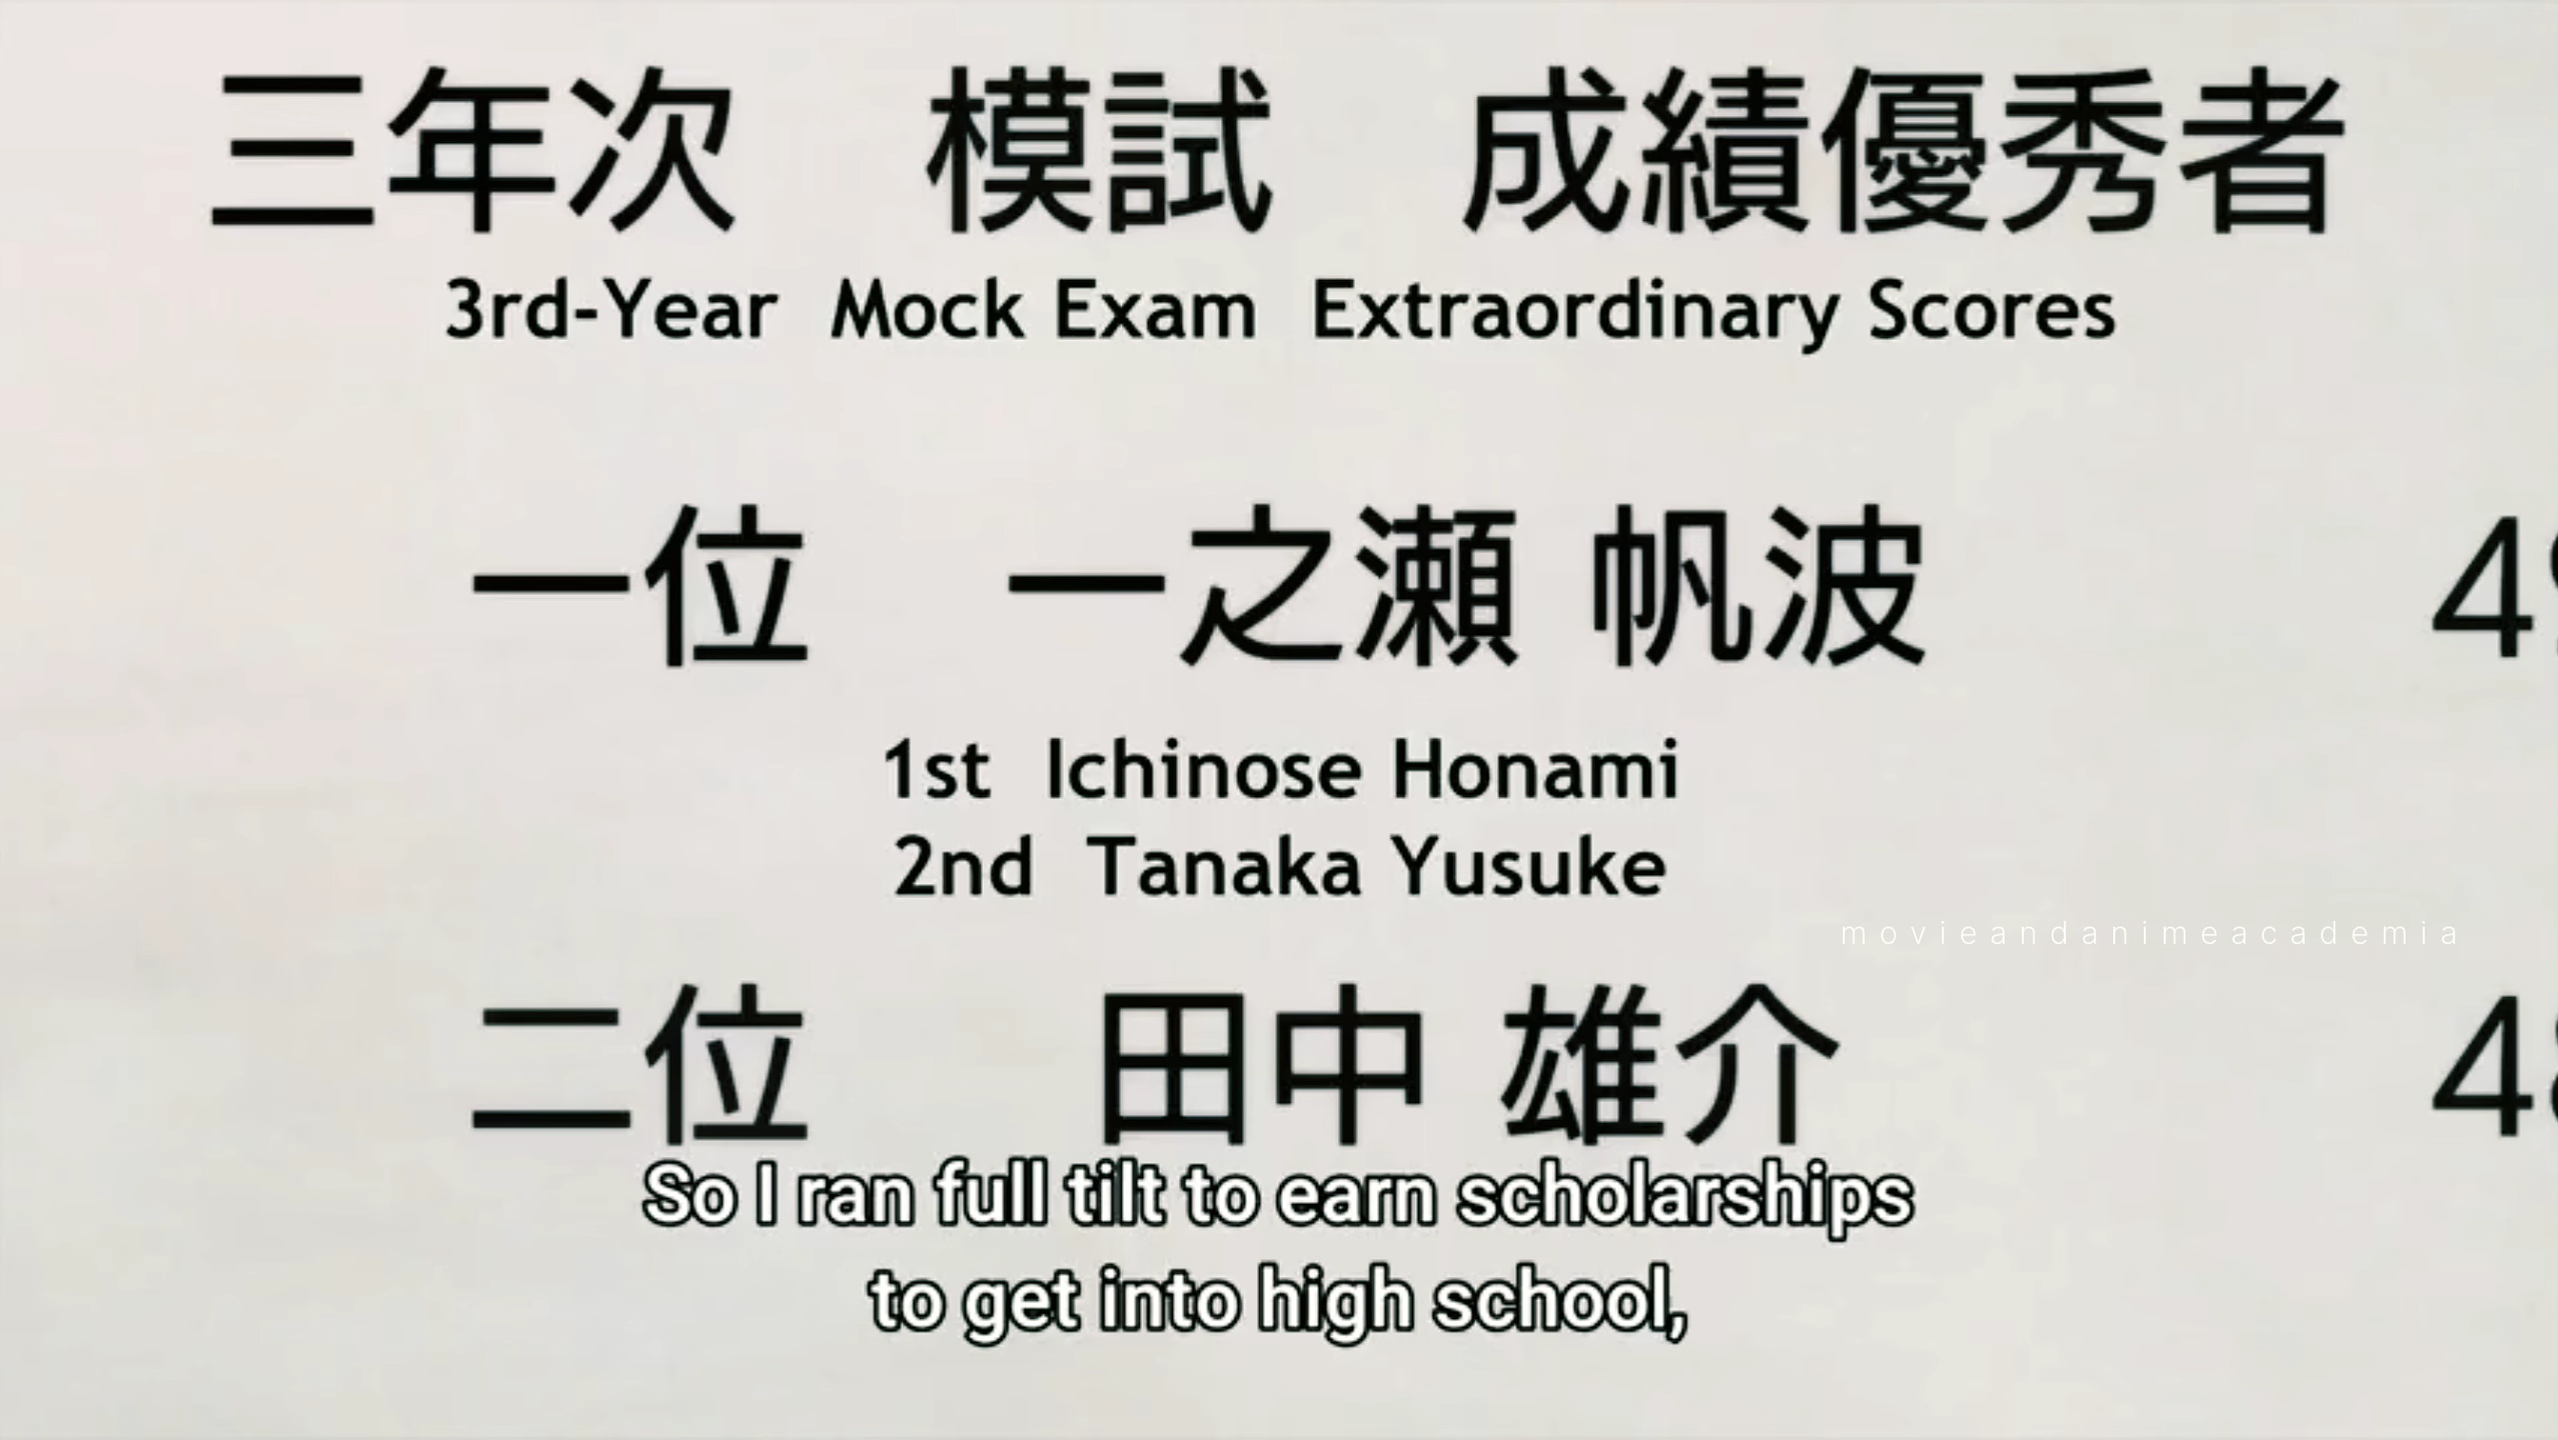 三年次 模試 成績優秀者
3rd-Year Mock Exam Extraordinary Scores
一位 一之瀬 帆波
1st Ichinose Honami
2nd Tanaka Yusuke
movieandanimeacademia
二位 田中 雄介
So I ran full tilt to earn scholarships
to get into high school,